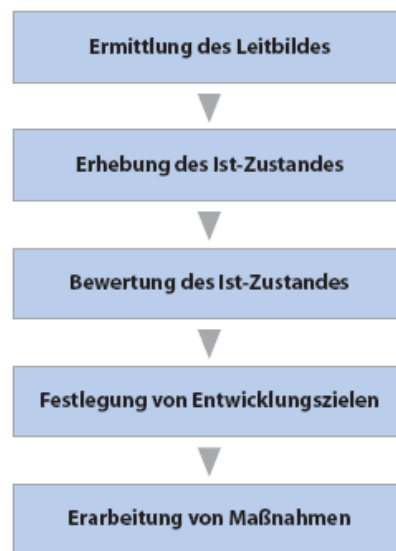 Ermittlung des Leitbildes
Erhebung des Ist-Zustandes
Bewertung des Ist-Zustandes
Festlegung von Entwicklungszielen
Erarbeitung von Maßnahmen